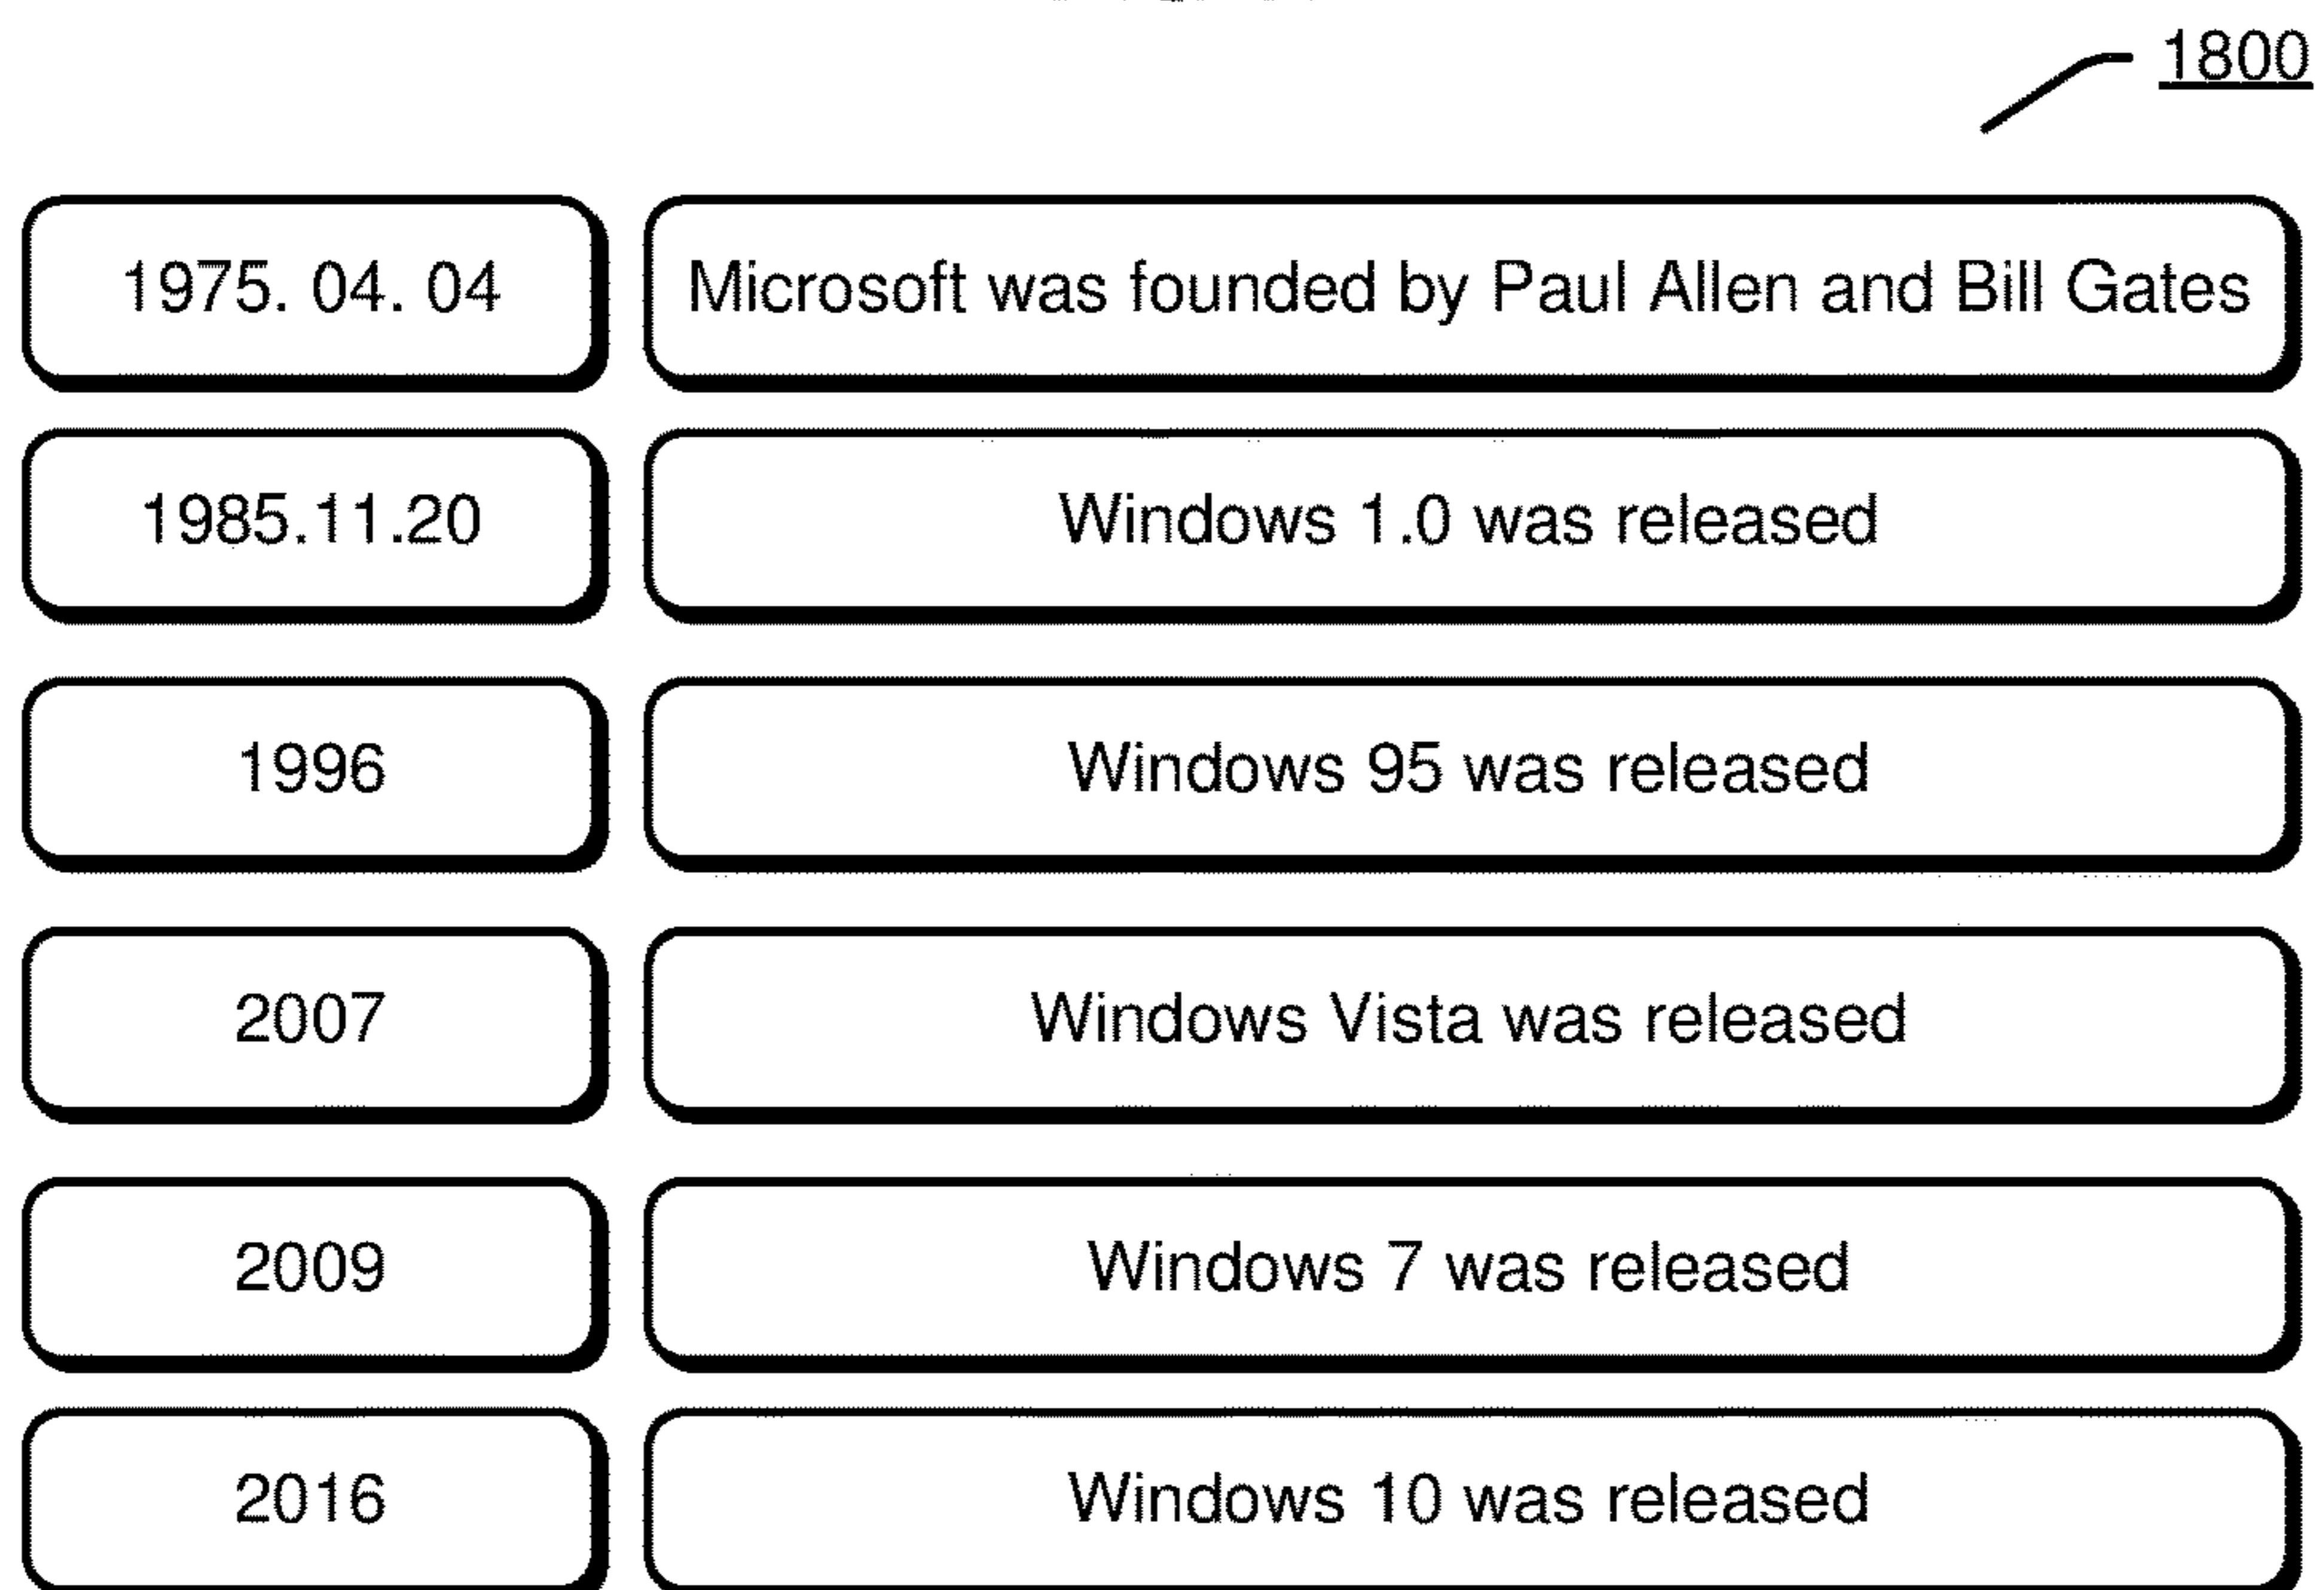 1800
1975. 04. 04 Microsoft was founded by Paul Allen and Bill Gates
1985.11.20 Windows 1.0 was released
1996 Windows 95 was released
2007 Windows Vista was released
2009 Windows 7 was released
2016 Windows 10 was released